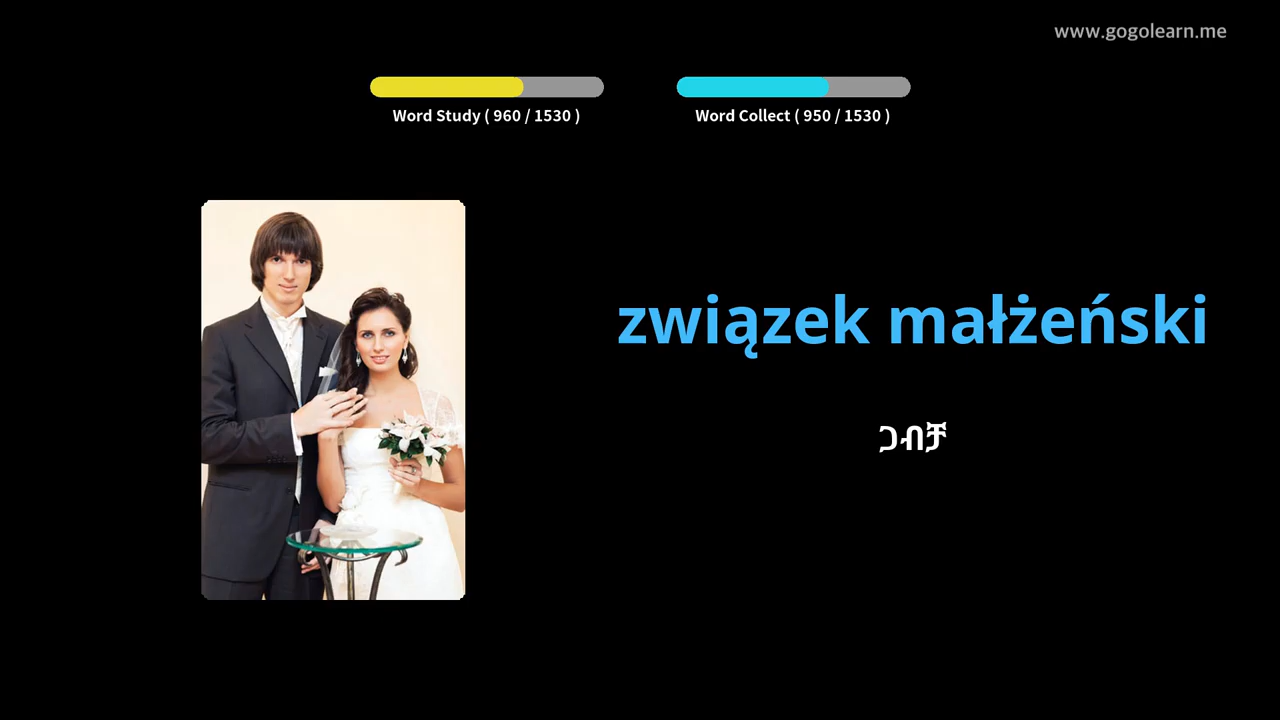 www.gogolearn.me
Word Study ( 960 / 1530 )
Word Collect ( 950 / 1530 )
związek małżeński
ጋብቻ